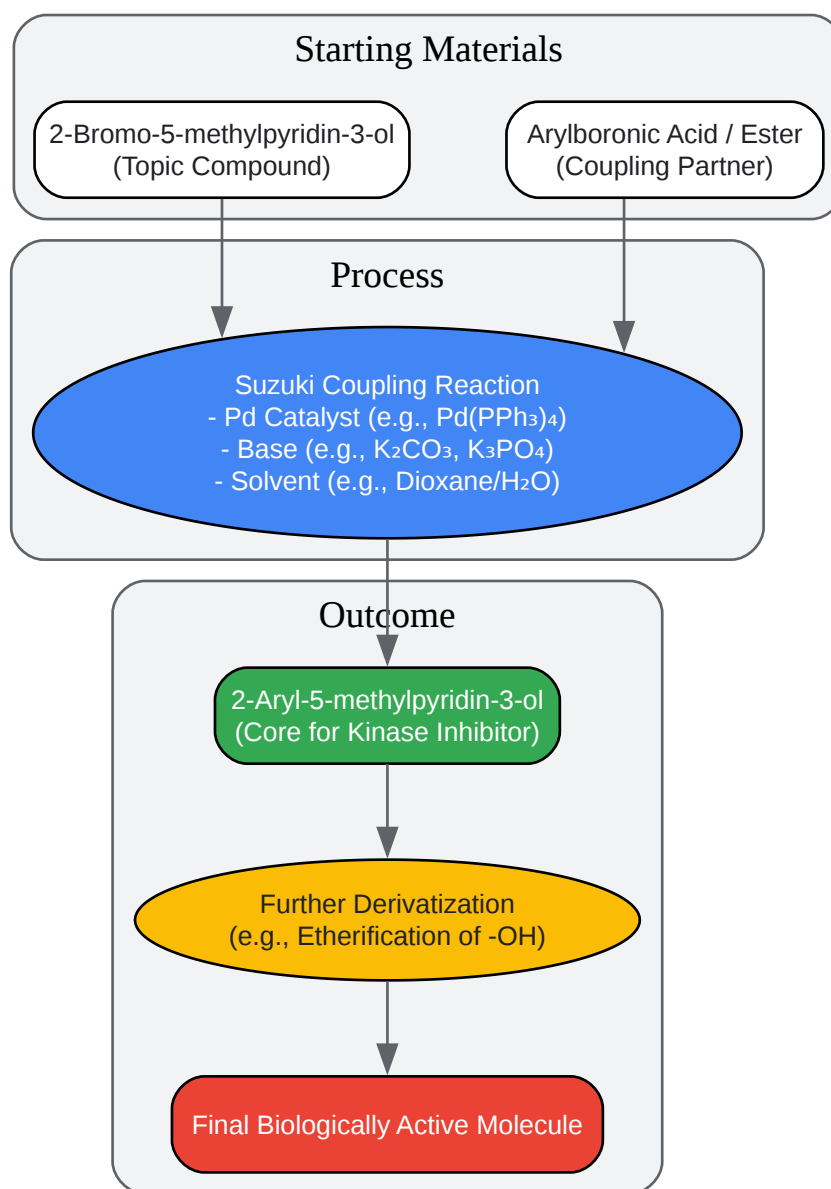 Starting Materials
2-Bromo-5-methylpyridin-3-ol
(Topic Compound)
Arylboronic Acid / Ester
(Coupling Partner)
Process
Suzuki Coupling Reaction
- Pd Catalyst (e.g., Pd(PPh₃)₄)
- Base (e.g., K₂CO₃, K₃PO₄)
- Solvent (e.g., Dioxane/H₂O)
Outcome
2-Aryl-5-methylpyridin-3-ol
(Core for Kinase Inhibitor)
Further Derivatization
(e.g., Etherification of -OH)
Final Biologically Active Molecule